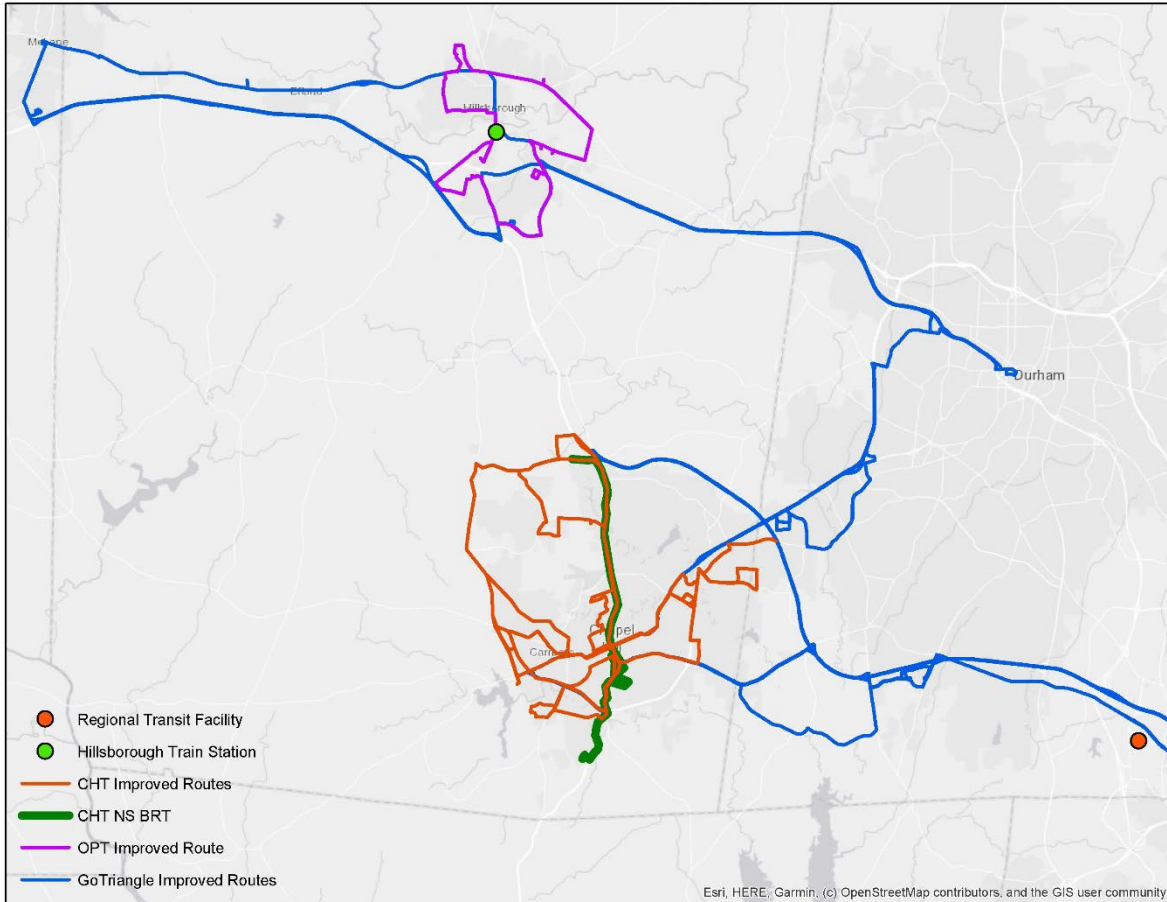 Efland
Hillsborough
Durham
Regional Transit Facility
Hillsborough Train Station
CHT Improved Routes
CHT NS BRT
OPT Improved Route
GoTriangle Improved Routes
Esri, HERE, Garmin, (c) OpenStreetMap contributors, and the GIS user community